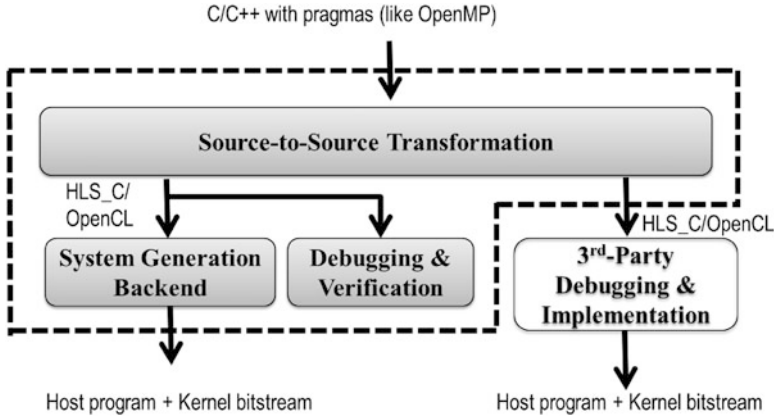 C/C++ with pragmas (like OpenMP)
Source-to-Source Transformation
HLS_C/
OpenCL
HLS_C/OpenCL
System Generation
Backend
Debugging &
Verification
3rd-Party
Debugging &
Implementation
Host program + Kernel bitstream
Host program + Kernel bitstream